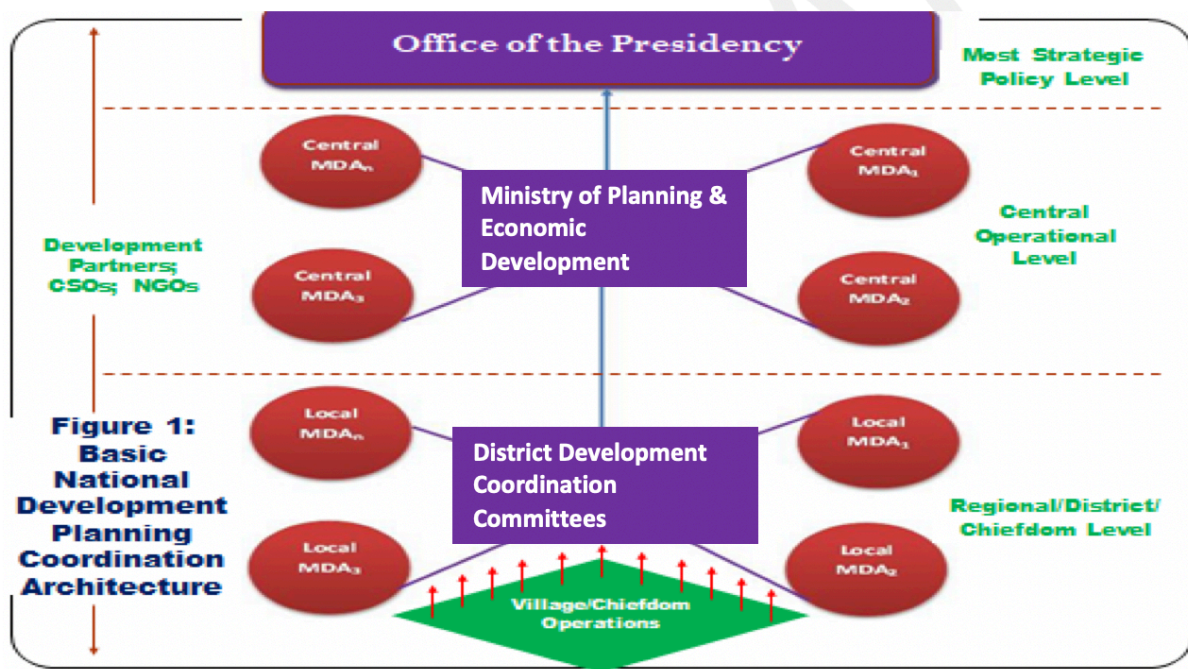 Office of the Presidency
Most Strategic
Policy Level
Central
MDAₙ
Central
MDA₁
Ministry of Planning &
Economic
Development
Central
Operational
Level
Development
Partners;
CSOs; NGOs
Central
MDA₃
Central
MDA₂
Figure 1:
Basic
National
Development
Planning
Coordination
Architecture
Local
MDAₙ
Local
MDA₁
District Development
Coordination
Committees
Regional/District/
Chiefdom Level
Local
MDA₃
Local
MDA₂
Village/Chiefdom
Operations